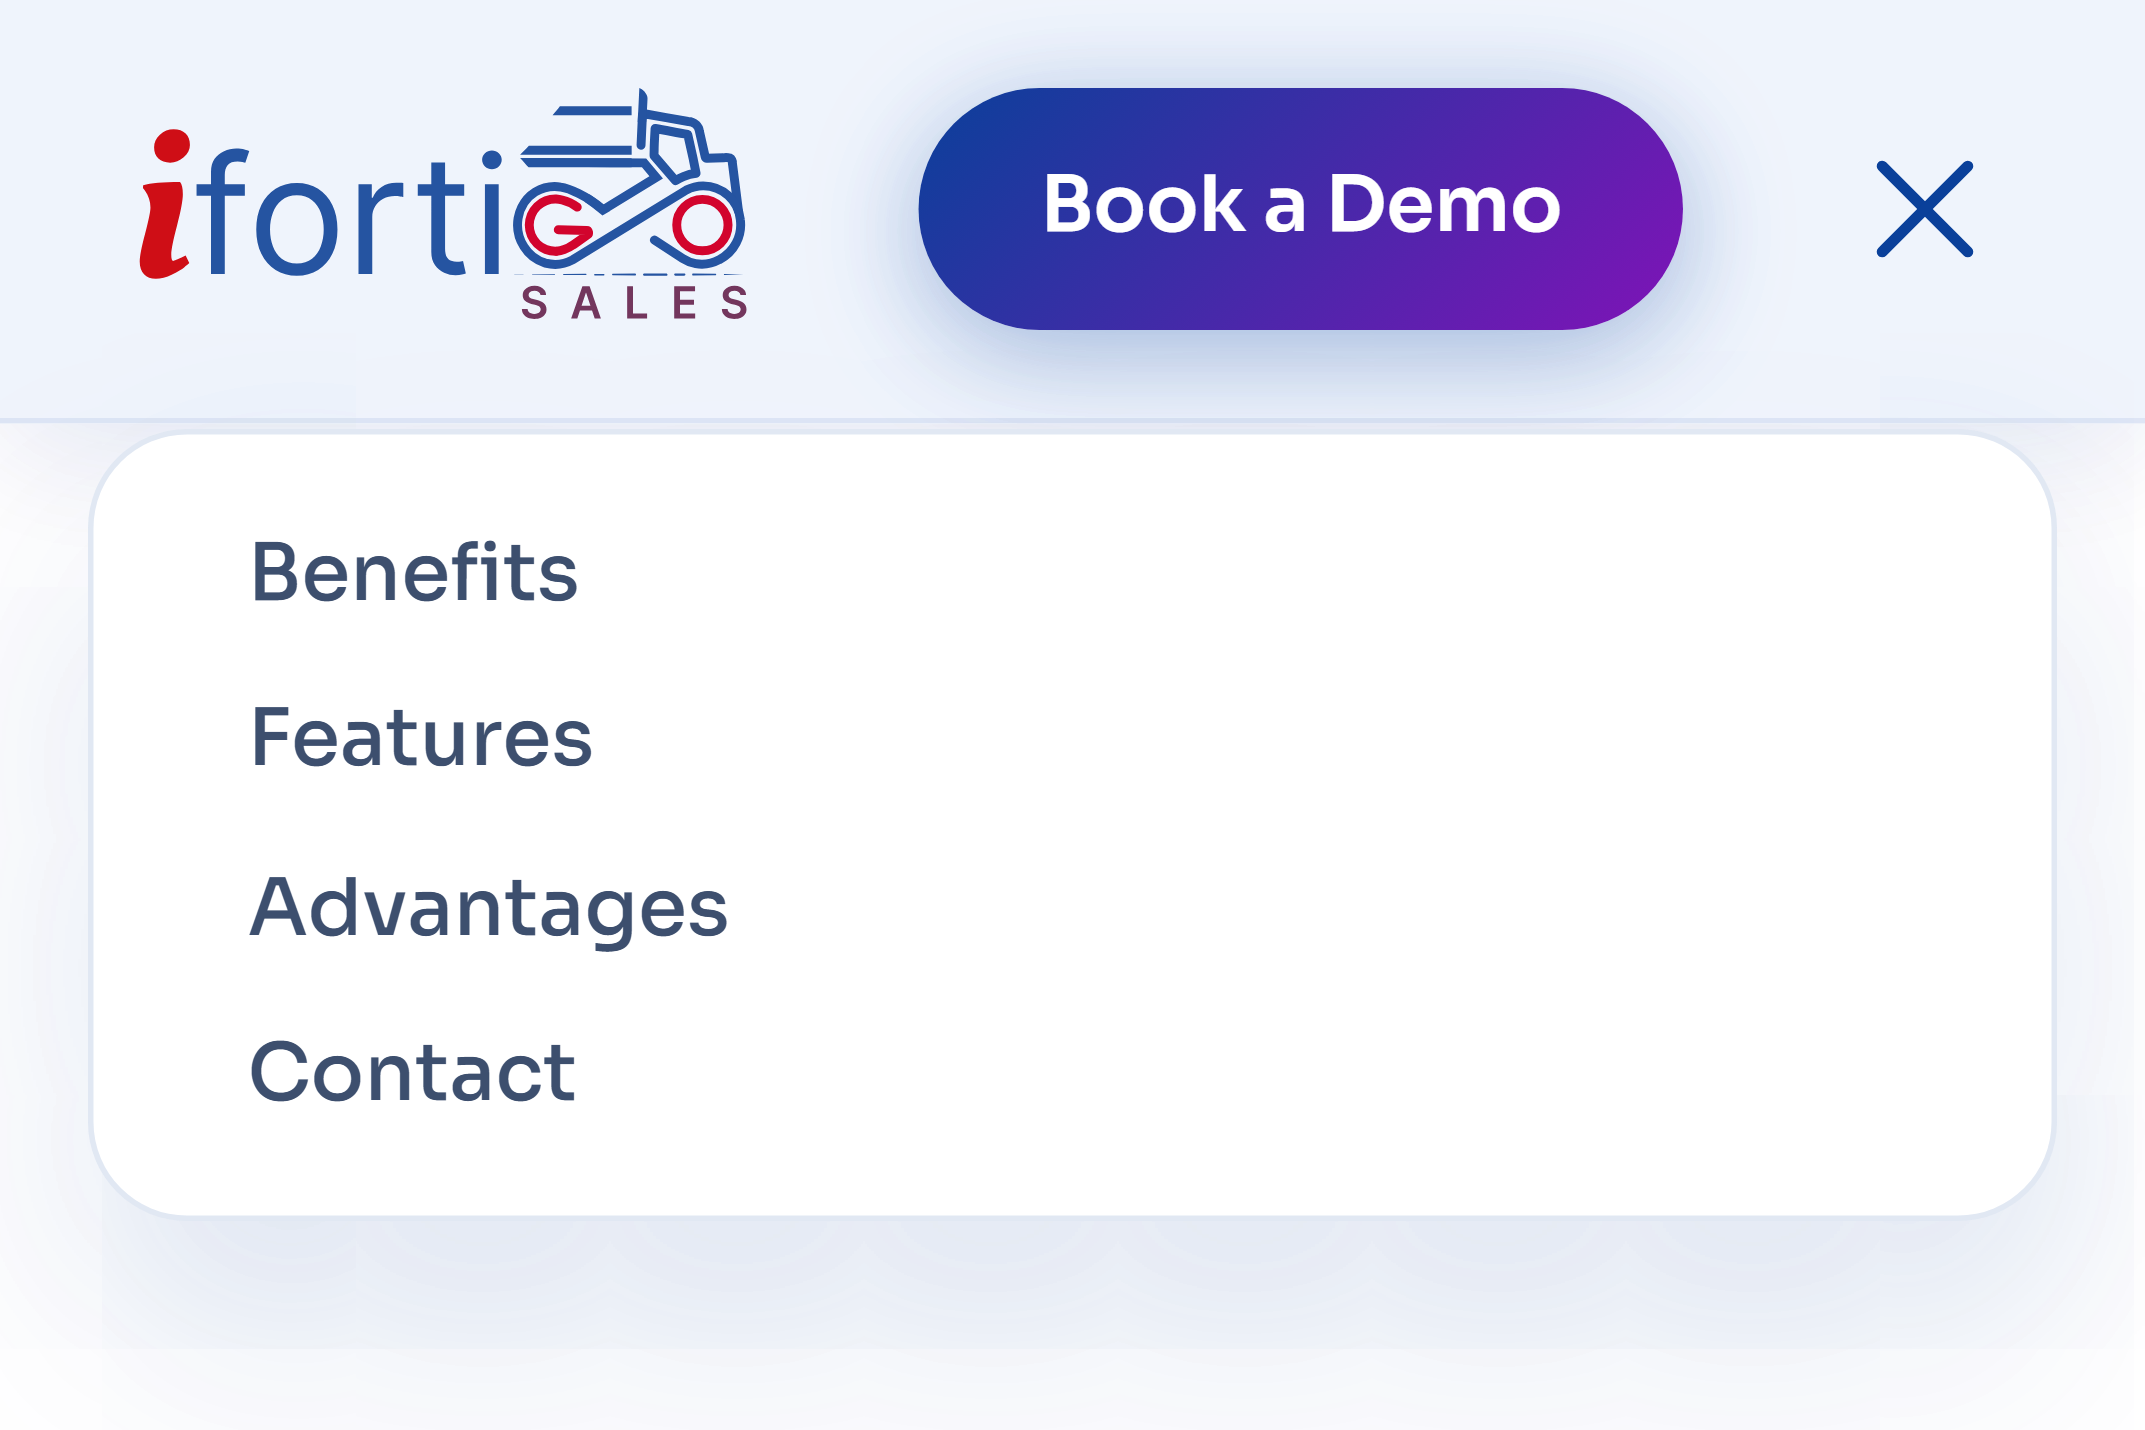 ifortiGO
SALES
Book a Demo
Benefits
Features
Advantages
Contact